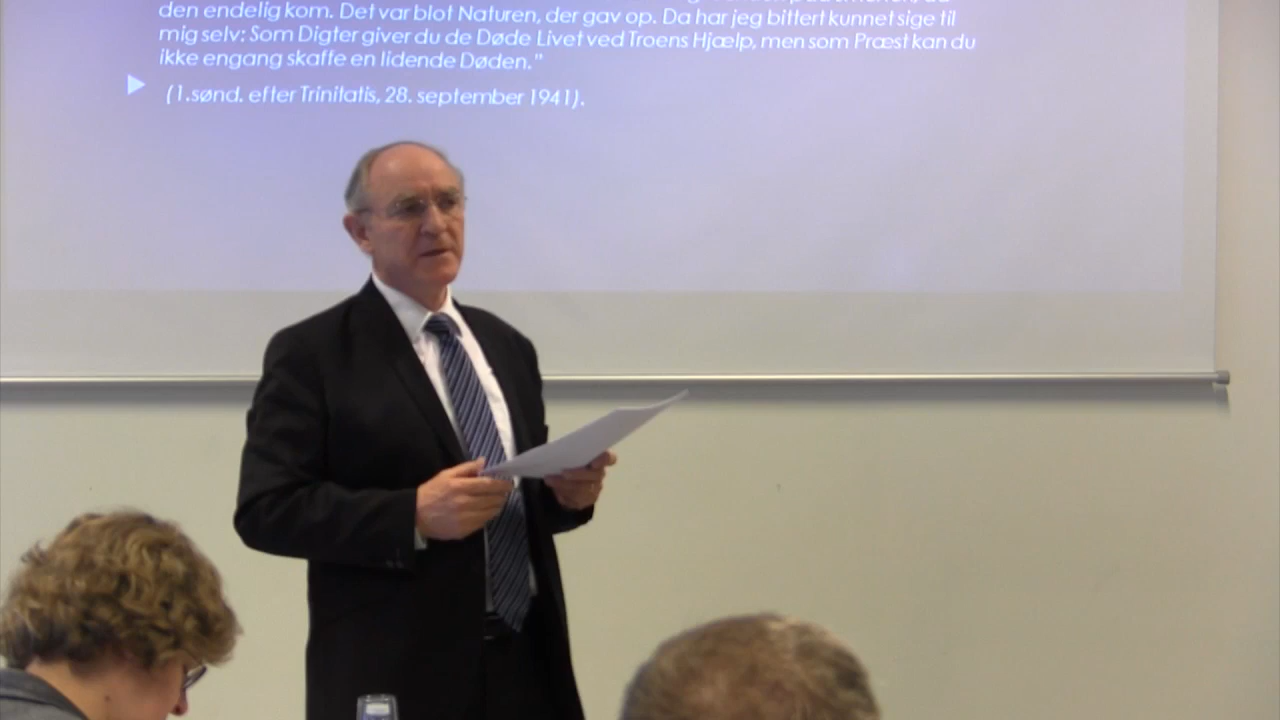 den endelig kom. Det var blot Naturen, der gav op. Da har jeg bittert kunnet sige til
mig selv: Som Digter giver du de Døde Livet ved Troens Hjælp, men som Præst kan du
ikke engang skaffe en lidende Døden."
(1.sønd. efter Trinitatis, 28. september 1941).